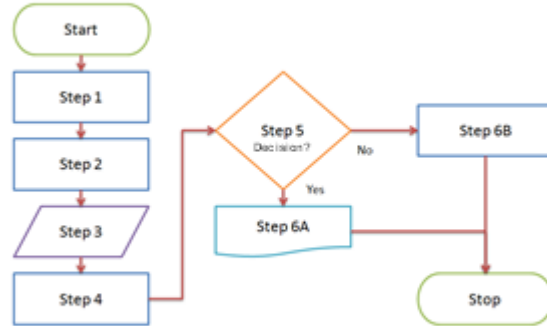 Start
Step 1
Step 2
Step 3
Step 4
Step 5
Decision?
No
Yes
Step 6A
Step 6B
Stop